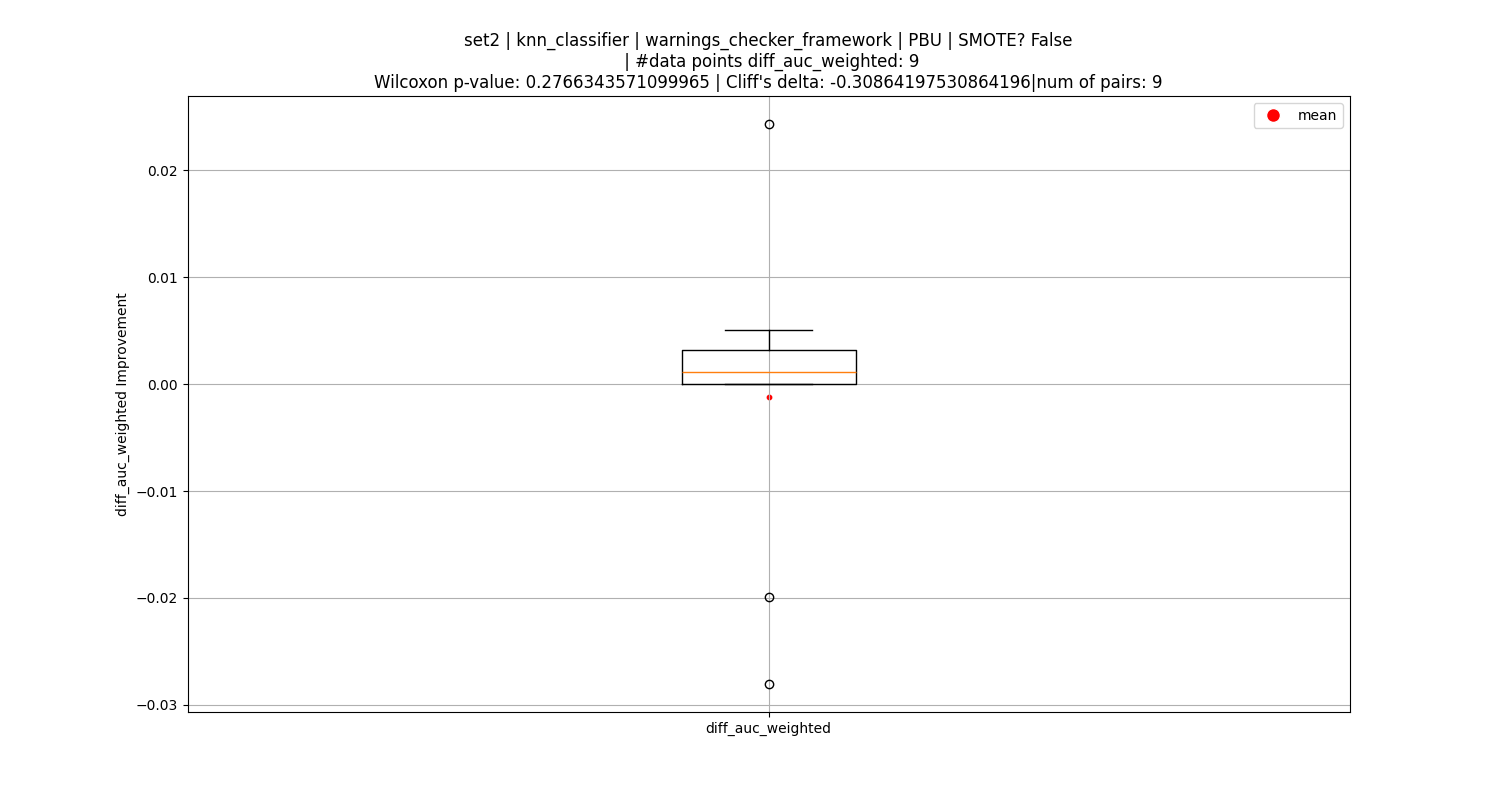 set2 | knn_classifier | warnings_checker_framework | PBU | SMOTE? False
| #data points diff_auc_weighted: 9
Wilcoxon p-value: 0.2766343571099965 | Cliff's delta: -0.30864197530864196|num of pairs: 9
mean
0.02
0.01
0.00
−0.01
−0.02
−0.03
diff_auc_weighted Improvement
diff_auc_weighted